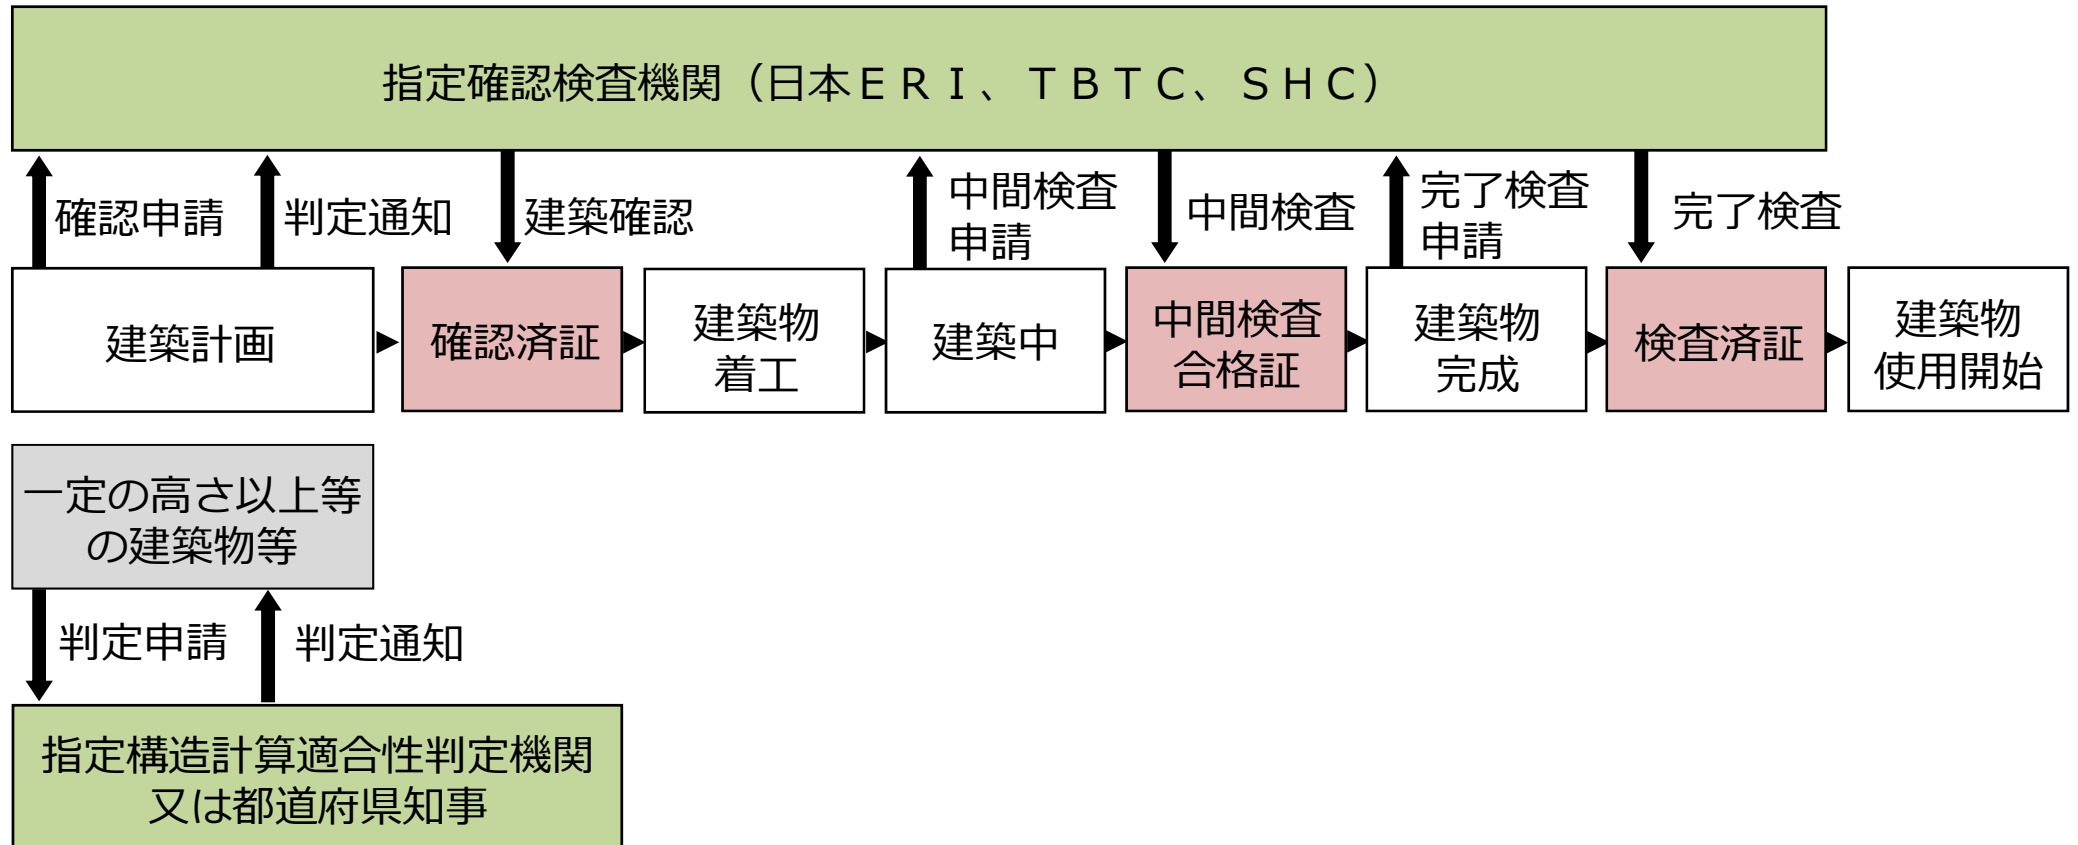 指定確認検査機関（日本ＥＲＩ、ＴＢＴＣ、ＳＨＣ）
確認申請
判定通知
建築確認
中間検査
申請
中間検査
完了検査
申請
完了検査
建築計画
確認済証
建築物
着工
建築中
中間検査
合格証
建築物
完成
検査済証
建築物
使用開始
一定の高さ以上等
の建築物等
判定申請
判定通知
指定構造計算適合性判定機関
又は都道府県知事